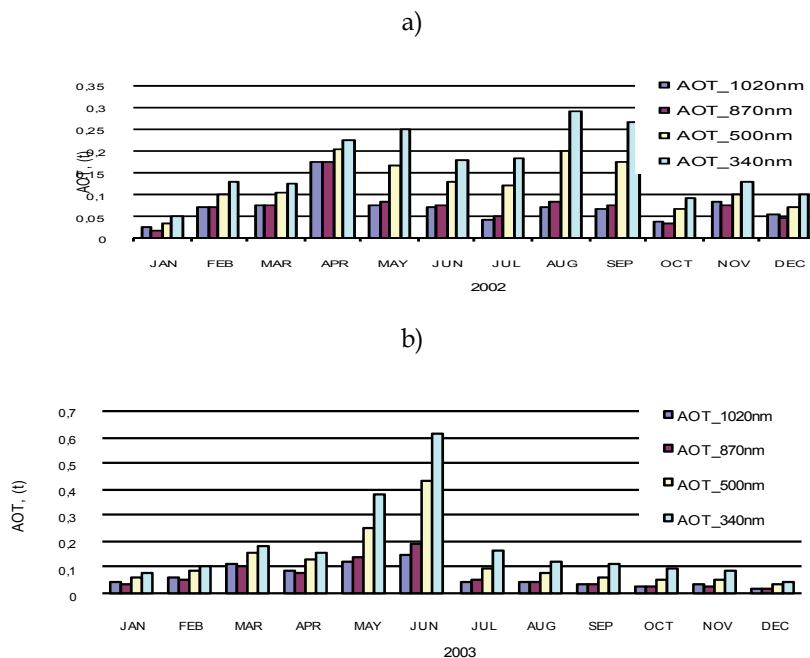 a)
0,35
0,3
0,25
0,2
0,15
0,1
0,05
0
AOT, (t)
AOT_1020nm
AOT_870nm
AOT_500nm
AOT_340nm
JAN FEB MAR APR MAY JUN JUL AUG SEP OCT NOV DEC
2002
b)
0,7
0,6
0,5
0,4
0,3
0,2
0,1
0
AOT, (t)
AOT_1020nm
AOT_870nm
AOT_500nm
AOT_340nm
JAN FEB MAR APR MAY JUN JUL AUG SEP OCT NOV DEC
2003